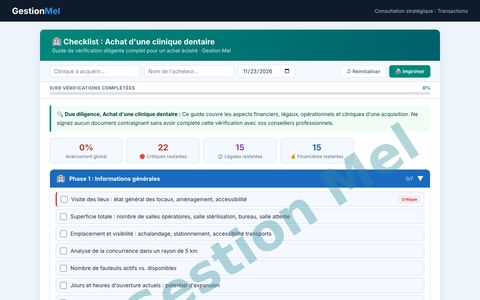 GestionMel
Consultation stratégique : Transactions
🏥 Checklist : Achat d'une clinique dentaire
Guide de vérification diligente complet pour un achat éclairé · Gestion Mel
Clinique à acquérir...
Nom de l'acheteur...
11/23/2026
↺ Réinitialiser
🖨 Imprimer
0/69 VÉRIFICATIONS COMPLÉTÉES
0%
🔍 Due diligence, Achat d'une clinique dentaire : Ce guide couvre les aspects financiers, légaux, opérationnels et cliniques d'une acquisition. Ne
signez aucun document contraignant sans avoir complété cette vérification avec vos conseillers professionnels.
0%
Avancement global
22
🔴 Critiques restantes
15
⚖️ Légales restantes
15
💰 Financières restantes
🏥 Phase 1 : Informations générales
0/7 ▼
Visite des lieux : état général des locaux, aménagement, accessibilité
Critique
Superficie totale : nombre de salles opératoires, salle stérilisation, bureau, salle attente
Emplacement et visibilité : achalandage, stationnement, accessibilité transports
Analyse de la concurrence dans un rayon de 5 km
Nombre de fauteuils actifs vs. disponibles
Jours et heures d'ouverture actuels : potentiel d'expansion
Gestion Mel